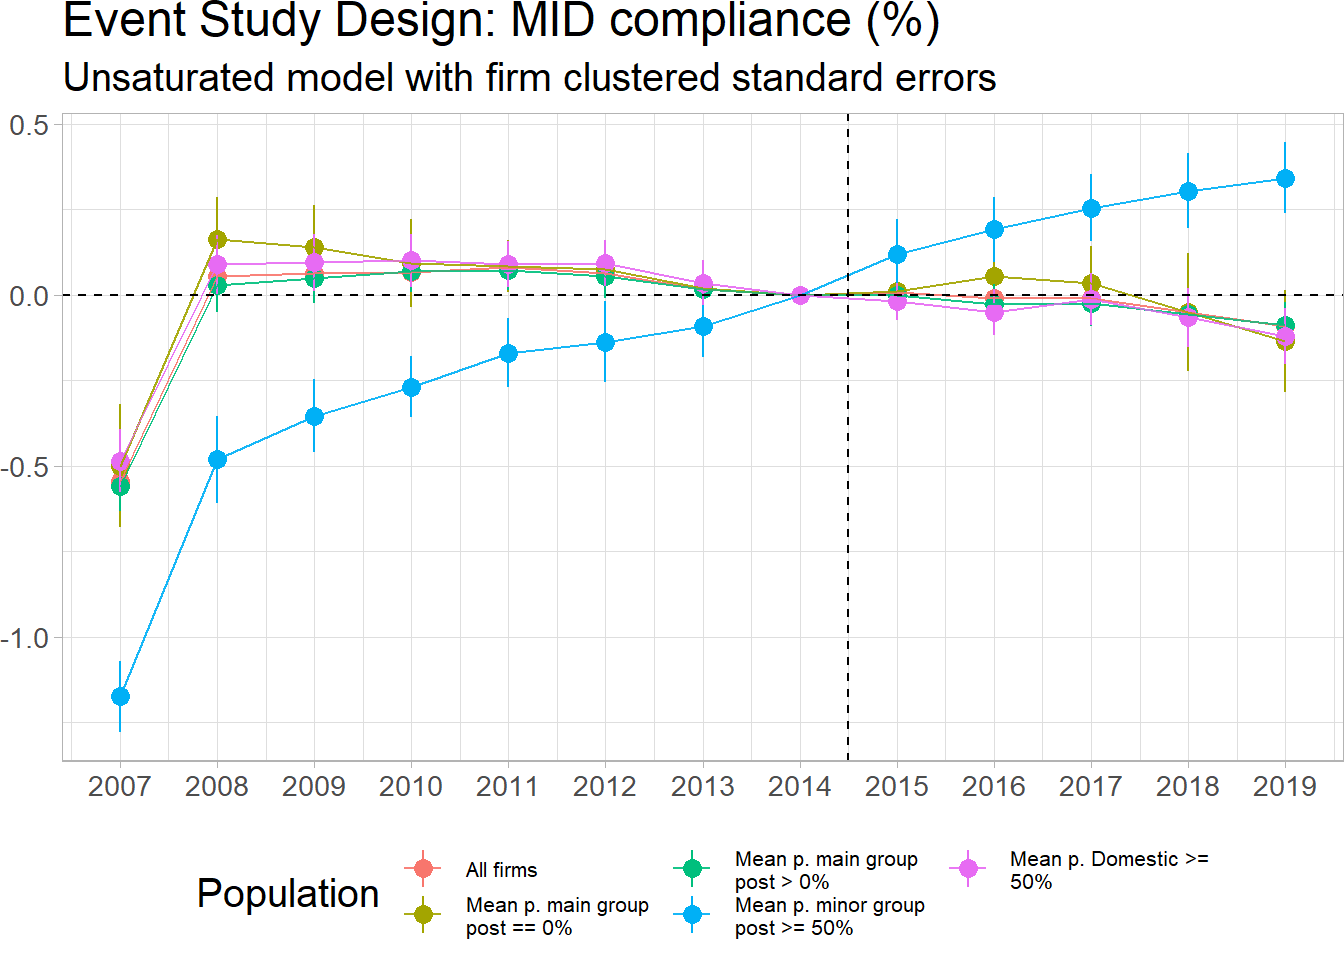 Event Study Design: MID compliance (%)
Unsaturated model with firm clustered standard errors
0.5
0.0
-0.5
-1.0
2007 2008 2009 2010 2011 2012 2013 2014 2015 2016 2017 2018 2019
Population
All firms
Mean p. main group
post == 0%
Mean p. main group
post > 0%
Mean p. minor group
post >= 50%
Mean p. Domestic >=
50%